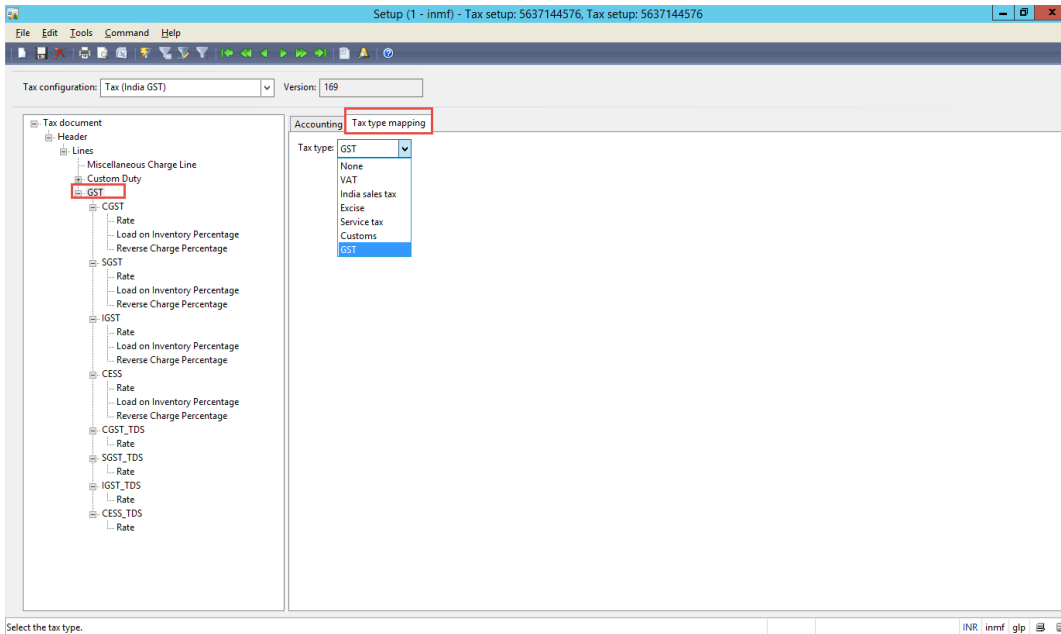 Setup (1 - inmf) - Tax setup: 5637144576, Tax setup: 5637144576
File Edit Tools Command Help
Tax configuration: Tax (India GST) Version: 169
Tax document
Header
Lines
Miscellaneous Charge Line
Custom Duty
GST
CGST
Rate
Load on Inventory Percentage
Reverse Charge Percentage
SGST
Rate
Load on Inventory Percentage
Reverse Charge Percentage
IGST
Rate
Load on Inventory Percentage
Reverse Charge Percentage
CESS
Rate
Load on Inventory Percentage
Reverse Charge Percentage
CGST_TDS
Rate
SGST_TDS
Rate
IGST_TDS
Rate
CESS_TDS
Rate
Accounting Tax type mapping
Tax type: GST
None
VAT
India sales tax
Excise
Service tax
Customs
GST
Select the tax type. INR inmf glp